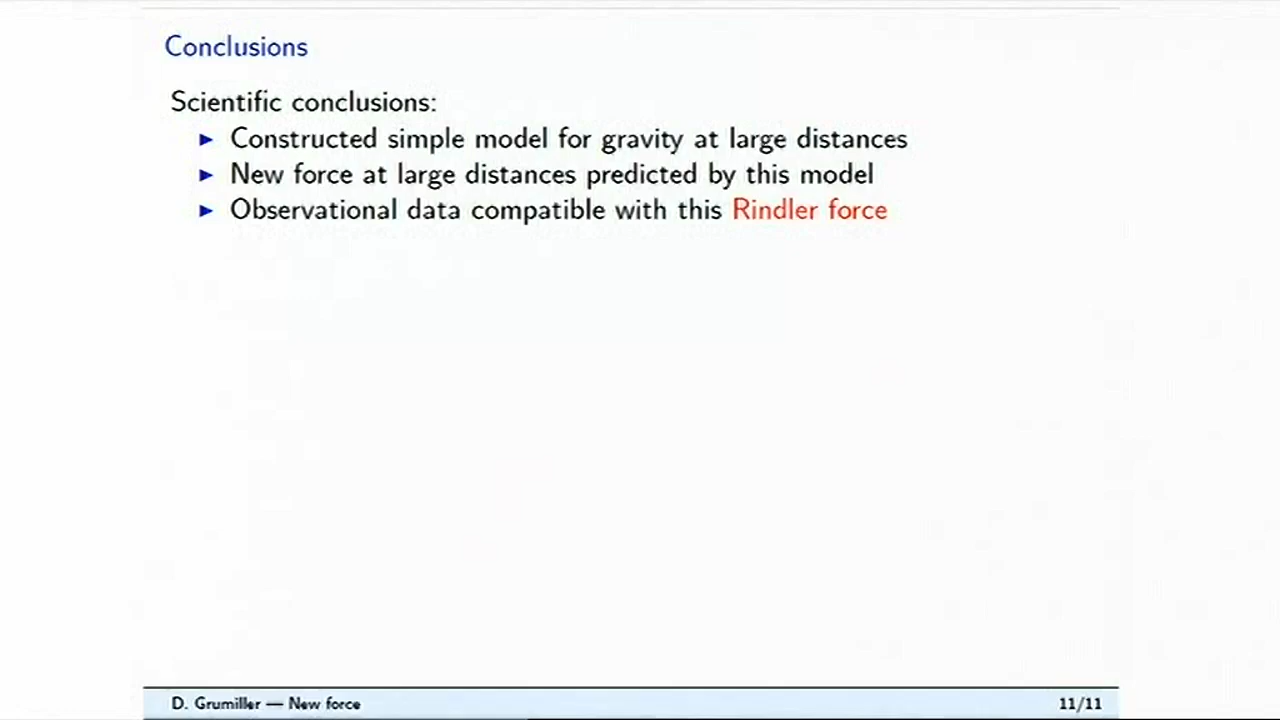 Conclusions
Scientific conclusions:
▶ Constructed simple model for gravity at large distances
▶ New force at large distances predicted by this model
▶ Observational data compatible with this Rindler force
D. Grumiller — New force
11/11